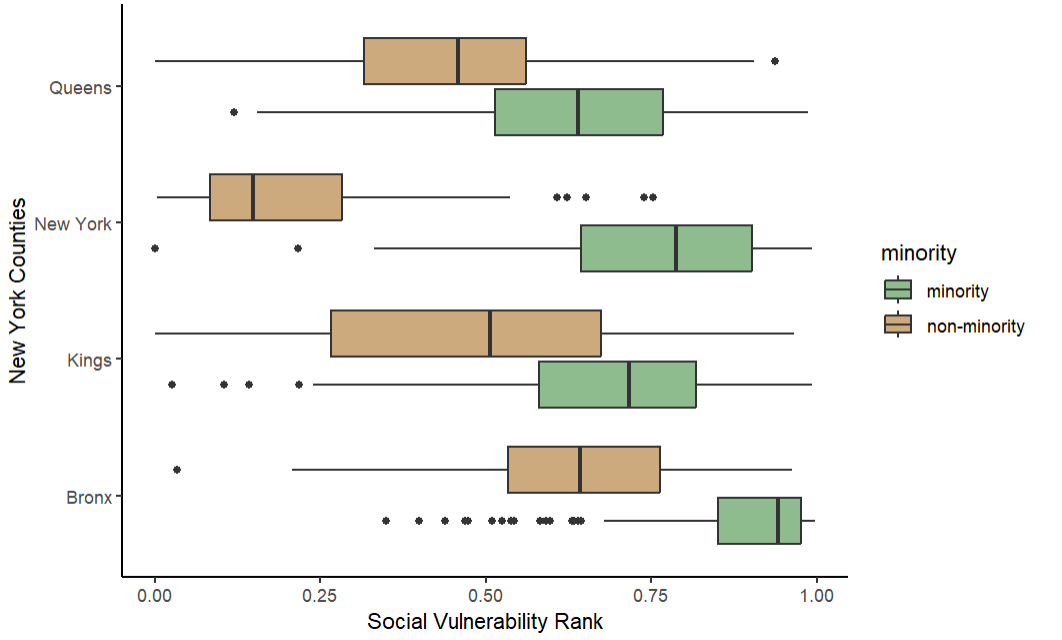 New York Counties
Queens
New York
Kings
Bronx
0.00 0.25 0.50 0.75 1.00
Social Vulnerability Rank
minority
minority
non-minority